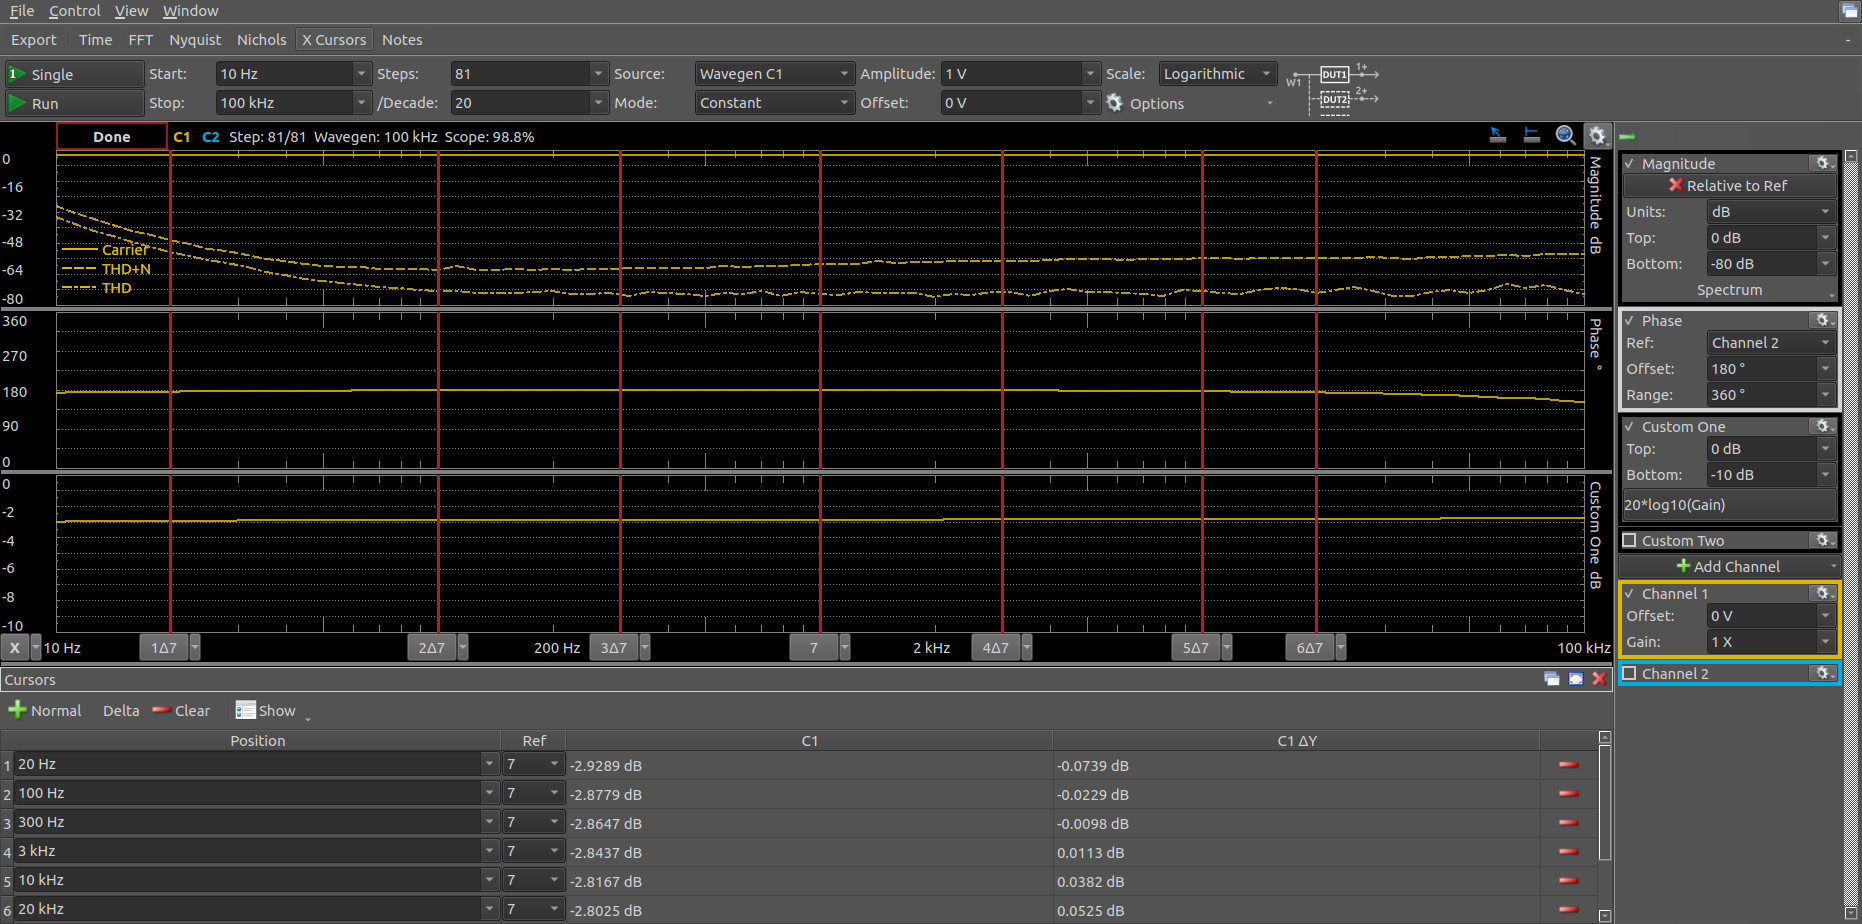 File Control View Window
Export Time FFT Nyquist Nichols X Cursors Notes
1 Single Start: 10 Hz Steps: 81 Source: Wavegen C1 Amplitude: 1 V Scale: Logarithmic
Run Stop: 100 kHz /Decade: 20 Mode: Constant Offset: 0 V Options
W1 DUT1 1+
DUT2 2+
Done C1 C2 Step: 81/81 Wavegen: 100 kHz Scope: 98.8%
0
-16
-32
-48
-64
-80
Carrier
THD+N
THD
Magnitude dB
360
270
180
90
0
Phase °
0
-2
-4
-6
-8
-10
Custom One dB
X 10 Hz 1Δ7 2Δ7 200 Hz 3Δ7 7 2 kHz 4Δ7 5Δ7 6Δ7 100 kHz
Cursors
Normal Delta Clear Show
Position Ref C1 C1 ΔY
1 20 Hz 7 -2.9289 dB -0.0739 dB
2 100 Hz 7 -2.8779 dB -0.0229 dB
3 300 Hz 7 -2.8647 dB -0.0098 dB
4 3 kHz 7 -2.8437 dB 0.0113 dB
5 10 kHz 7 -2.8167 dB 0.0382 dB
6 20 kHz 7 -2.8025 dB 0.0525 dB
Magnitude
Relative to Ref
Units: dB
Top: 0 dB
Bottom: -80 dB
Spectrum
Phase
Ref: Channel 2
Offset: 180 °
Range: 360 °
Custom One
Top: 0 dB
Bottom: -10 dB
20*log10(Gain)
Custom Two
Add Channel
Channel 1
Offset: 0 V
Gain: 1 X
Channel 2